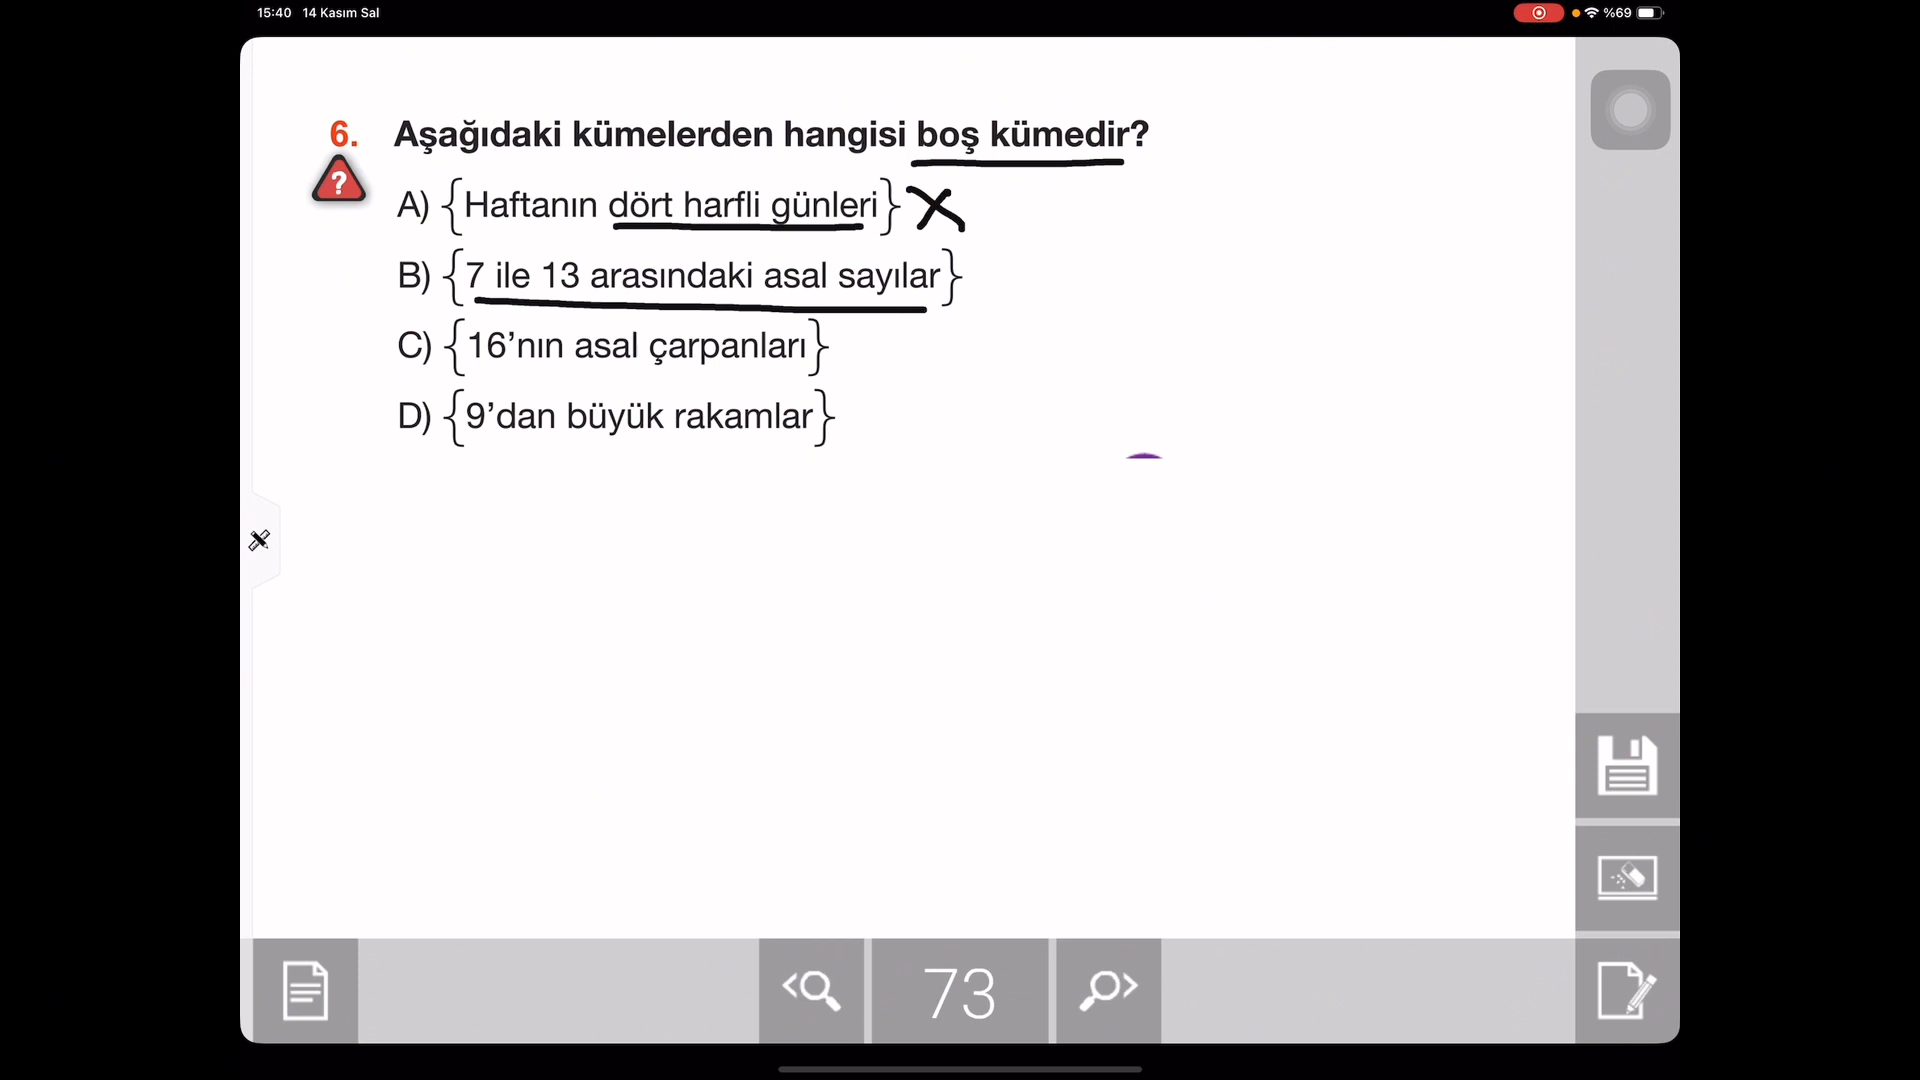 15:40 14 Kasım Sal
%69
6. Aşağıdaki kümelerden hangisi boş kümedir?
?
A) {Haftanın dört harfli günleri}
B) {7 ile 13 arasındaki asal sayılar}
C) {16’nın asal çarpanları}
D) {9’dan büyük rakamlar}
73